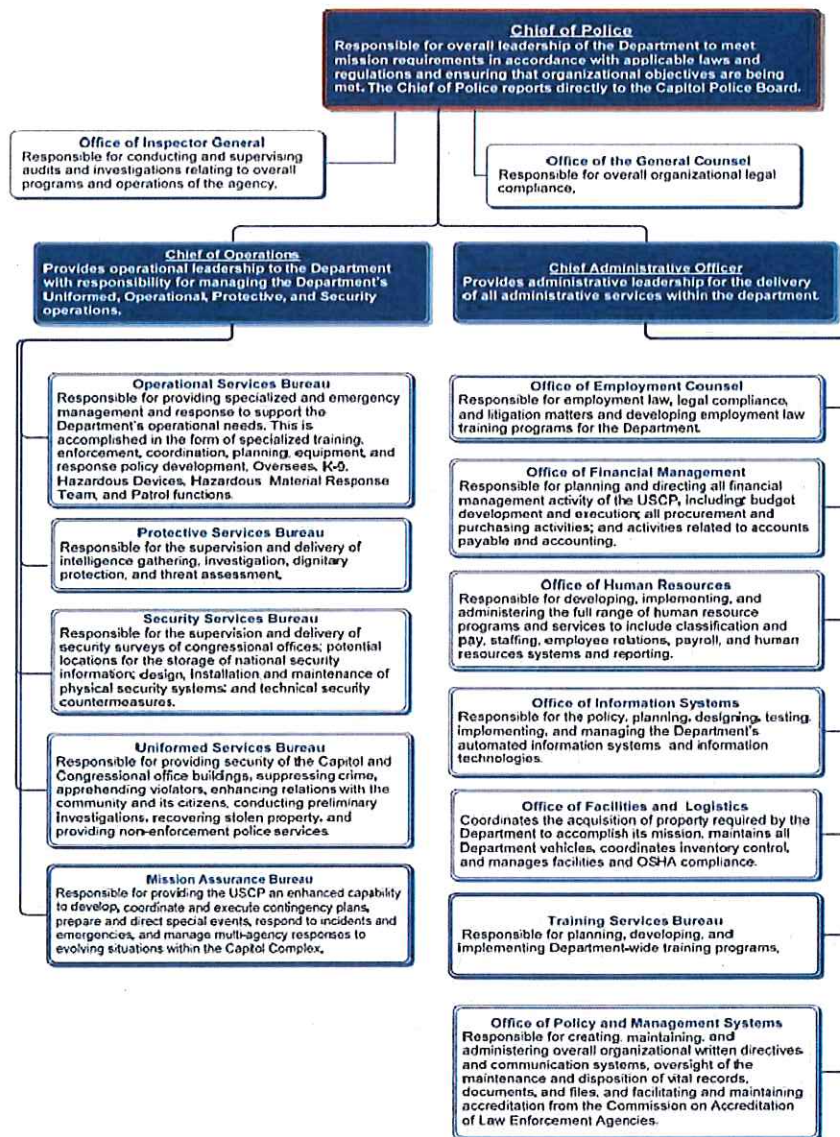 Chief of Police
Responsible for overall leadership of the Department to meet
mission requirements in accordance with applicable laws and
regulations and ensuring that organizational objectives are being
met. The Chief of Police reports directly to the Capitol Police Board.
Office of Inspector General
Responsible for conducting and supervising
audits and investigations relating to overall
programs and operations of the agency.
Office of the General Counsel
Responsible for overall organizational legal
compliance.
Chief of Operations
Provides operational leadership to the Department
with responsibility for managing the Department's
Uniformed, Operational, Protective, and Security
operations.
Chief Administrative Officer
Provides administrative leadership for the delivery
of all administrative services within the department
Operational Services Bureau
Responsible for providing specialized and emergency
management and response to support the
Department's operational needs. This is
accomplished in the form of specialized training,
enforcement, coordination, planning, equipment, and
response policy development. Oversees, K-9,
Hazardous Devices, Hazardous Material Response
Team, and Patrol functions.
Protective Services Bureau
Responsible for the supervision and delivery of
intelligence gathering, investigation, dignitary
protection, and threat assessment.
Security Services Bureau
Responsible for the supervision and delivery of
security surveys of congressional offices; potential
locations for the storage of national security
information; design, installation and maintenance of
physical security systems; and technical security
countermeasures.
Uniformed Services Bureau
Responsible for providing security of the Capitol and
Congressional office buildings, suppressing crime,
apprehending violators, enhancing relations with the
community and its citizens, conducting preliminary
investigations, recovering stolen property, and
providing non-enforcement police services.
Mission Assurance Bureau
Responsible for providing the USCP an enhanced capability
to develop, coordinate and execute contingency plans,
prepare and direct special events, respond to incidents and
emergencies, and manage multi-agency responses to
evolving situations within the Capitol Complex.
Office of Employment Counsel
Responsible for employment law, legal compliance,
and litigation matters and developing employment law
training programs for the Department.
Office of Financial Management
Responsible for planning and directing all financial
management activity of the USCP, including: budget
development and execution; all procurement and
purchasing activities; and activities related to accounts
payable and accounting.
Office of Human Resources
Responsible for developing, implementing, and
administering the full range of human resource
programs and services to include classification and
pay, staffing, employee relations, payroll, and human
resources systems and reporting.
Office of Information Systems
Responsible for the policy, planning, designing, testing,
implementing, and managing the Department's
automated information systems and information
technologies.
Office of Facilities and Logistics
Coordinates the acquisition of property required by the
Department to accomplish its mission, maintains all
Department vehicles, coordinates inventory control,
and manages facilities and OSHA compliance.
Training Services Bureau
Responsible for planning, developing, and
implementing Department-wide training programs.
Office of Policy and Management Systems
Responsible for creating, maintaining, and
administering overall organizational written directives
and communication systems, oversight of the
maintenance and disposition of vital records,
documents, and files, and facilitating and maintaining
accreditation from the Commission on Accreditation
of Law Enforcement Agencies.